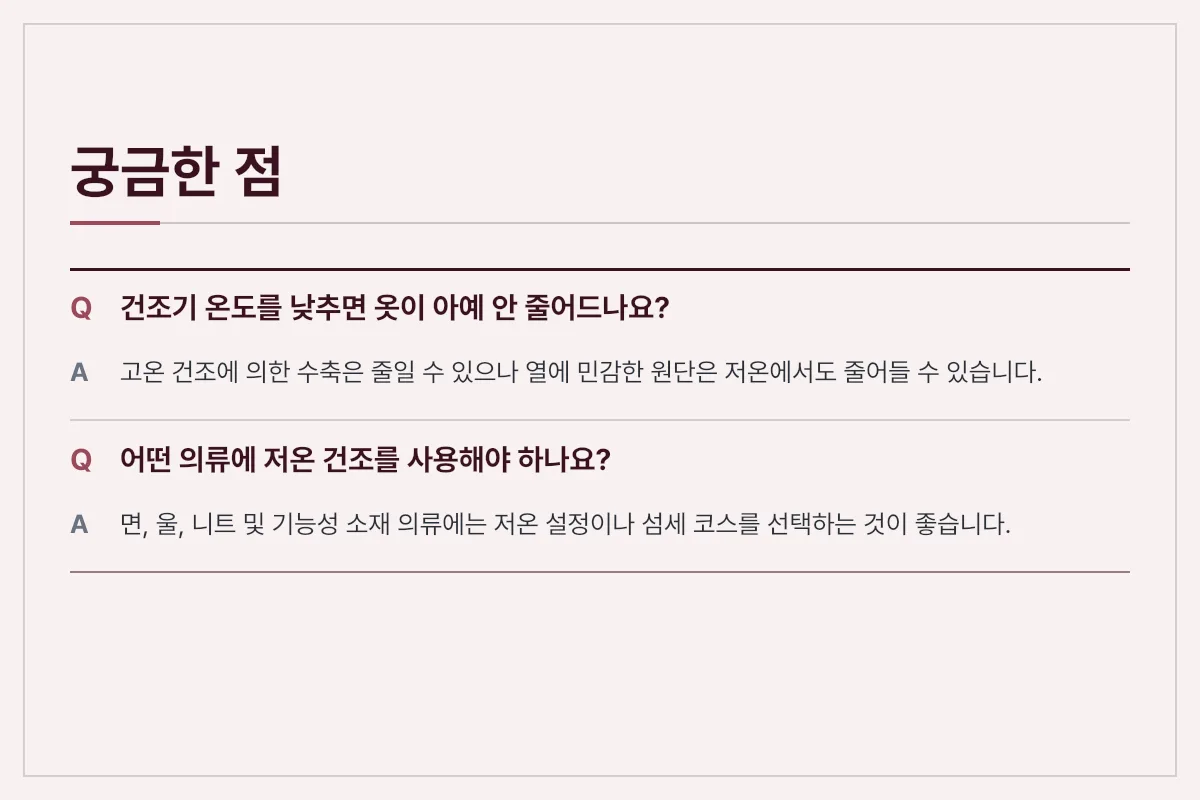 궁금한 점
Q 건조기 온도를 낮추면 옷이 아예 안 줄어드나요?
A 고온 건조에 의한 수축은 줄일 수 있으나 열에 민감한 원단은 저온에서도 줄어들 수 있습니다.
Q 어떤 의류에 저온 건조를 사용해야 하나요?
A 면, 울, 니트 및 기능성 소재 의류에는 저온 설정이나 섬세 코스를 선택하는 것이 좋습니다.